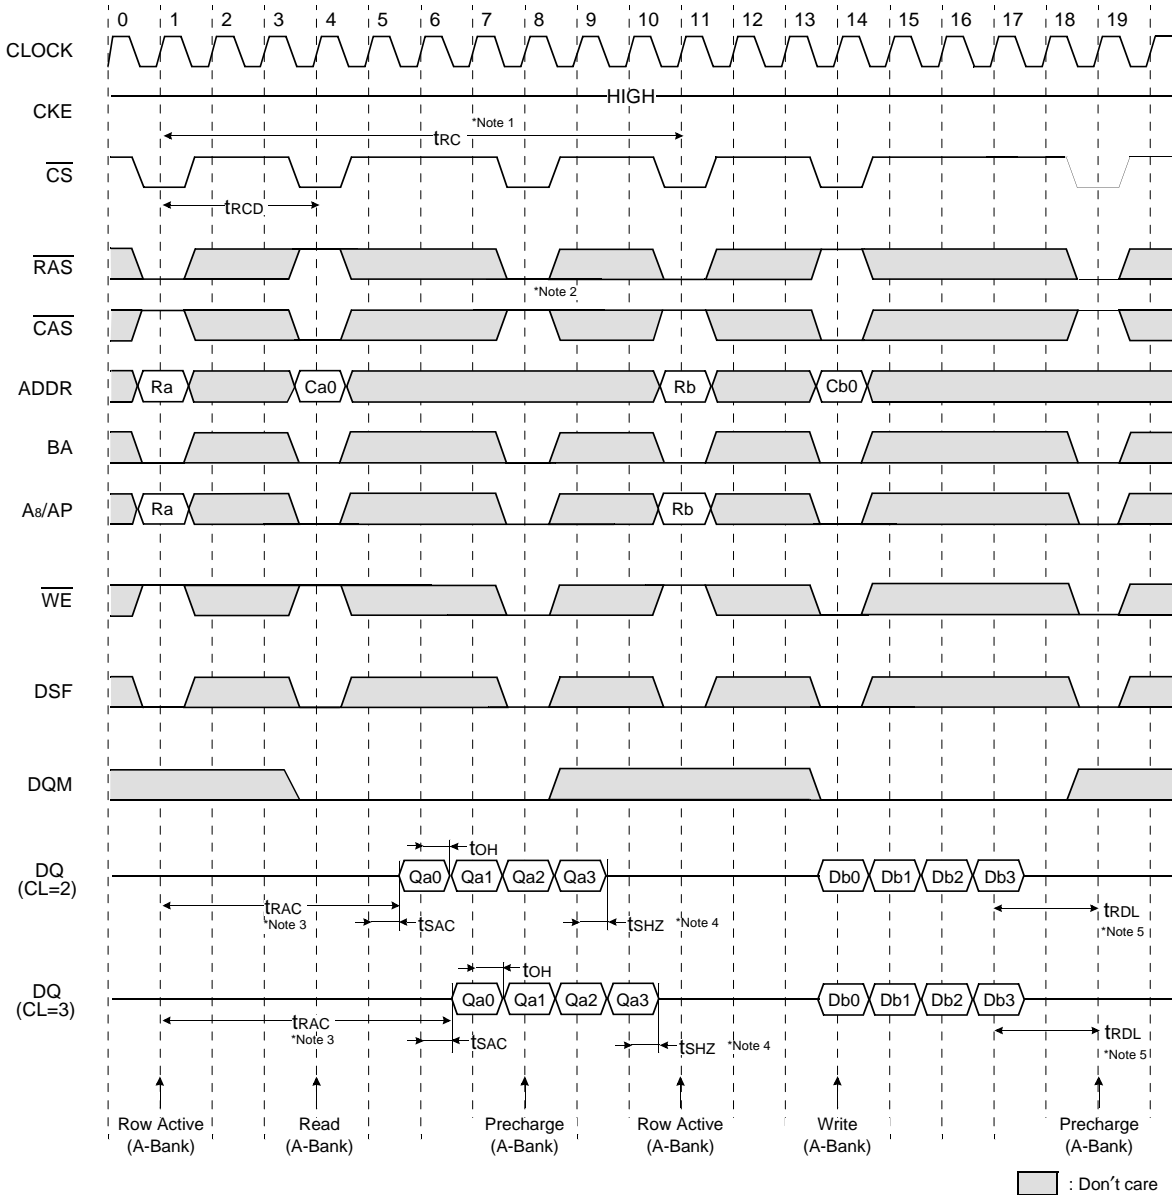 0 1 2 3 4 5 6 7 8 9 10 11 12 13 14 15 16 17 18 19
CLOCK
CKE
HIGH
tRC *Note 1
CS
tRCD
RAS
*Note 2
CAS
ADDR
Ra Ca0 Rb Cb0
BA
A8/AP
Ra Rb
WE
DSF
DQM
tOH
DQ
(CL=2)
Qa0 Qa1 Qa2 Qa3 Db0 Db1 Db2 Db3
tRAC
*Note 3
tSAC
tSHZ *Note 4
tRDL
*Note 5
tOH
DQ
(CL=3)
Qa0 Qa1 Qa2 Qa3 Db0 Db1 Db2 Db3
tRAC
*Note 3
tSAC
tSHZ *Note 4
tRDL
*Note 5
Row Active
(A-Bank)
Read
(A-Bank)
Precharge
(A-Bank)
Row Active
(A-Bank)
Write
(A-Bank)
Precharge
(A-Bank)
: Don't care